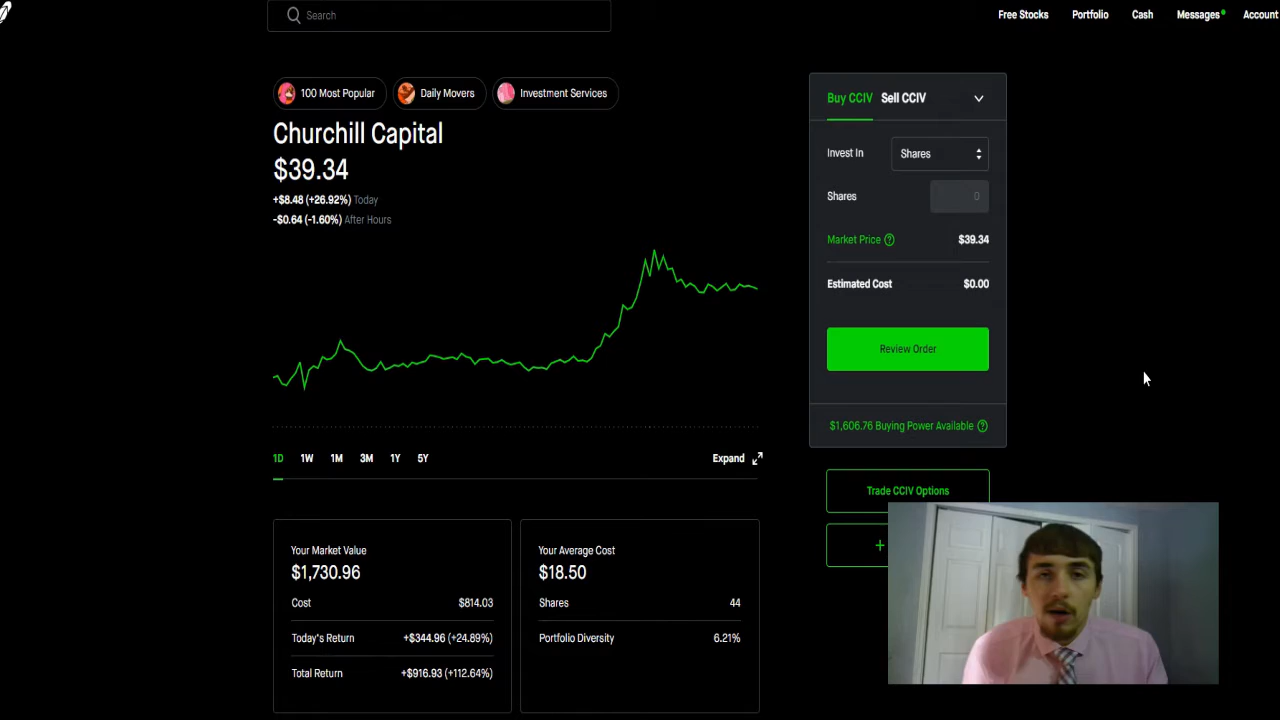 Search
Free Stocks
Portfolio
Cash
Messages
Account
100 Most Popular
Daily Movers
Investment Services
Churchill Capital
$39.34
+$8.48 (+26.92%) Today
-$0.64 (-1.60%) After Hours
1D
1W
1M
3M
1Y
5Y
Expand
Your Market Value
$1,730.96
Cost $814.03
Today's Return +$344.96 (+24.89%)
Total Return +$916.93 (+112.64%)
Your Average Cost
$18.50
Shares 44
Portfolio Diversity 6.21%
Buy CCIV Sell CCIV
Invest In Shares
Shares 0
Market Price ? $39.34
Estimated Cost $0.00
Review Order
$1,606.76 Buying Power Available ?
Trade CCIV Options
+